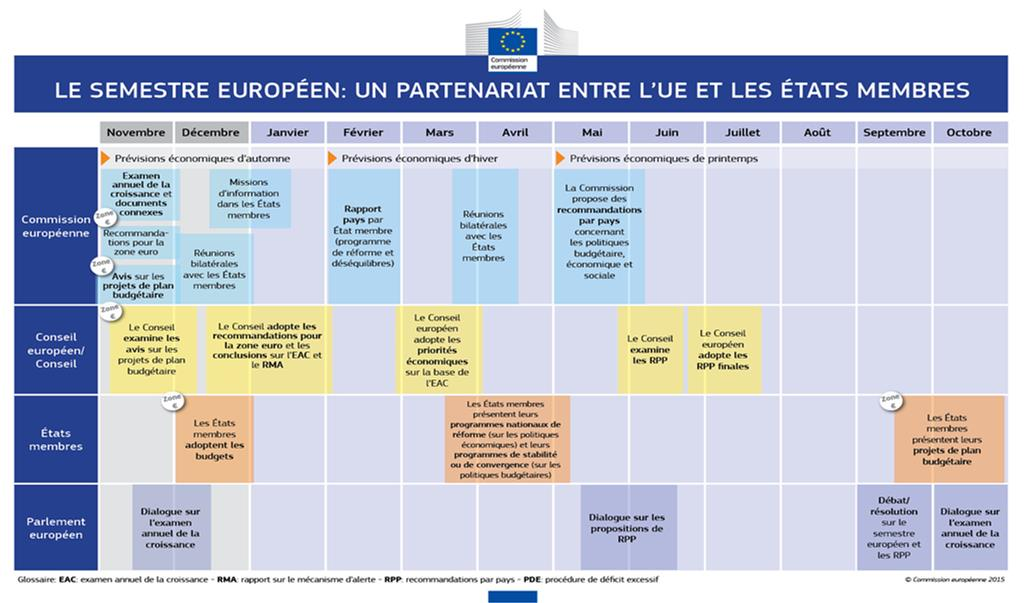 Commission
européenne
LE SEMESTRE EUROPÉEN: UN PARTENARIAT ENTRE L'UE ET LES ÉTATS MEMBRES
Novembre Décembre Janvier Février Mars Avril Mai Juin Juillet Août Septembre Octobre
Commission
européenne
Prévisions économiques d'automne
Prévisions économiques d'hiver
Prévisions économiques de printemps
Examen
annuel de la
croissance et
documents
connexes
Zone
€
Recomman-
tions pour la
zone euro
Zone
€
Avis sur les
projets de plan
budgétaire
Missions
d'information
dans les États
membres
Réunions
bilatérales
avec les États
membres
Rapport
pays par
État membre
(programme
de réforme et
déséquilibres)
Réunions
bilatérales
avec les
États
membres
La Commission
propose des
recommandations
par pays
concernant
les politiques
budgétaire,
économique et
sociale
Conseil
européen/
Conseil
Zone
€
Le Conseil
examine les
avis sur les
projets de plan
budgétaire
Le Conseil adopte les
recommandations pour
la zone euro et les
conclusions sur l'EAC et
le RMA
Le Conseil
européen
adopte les
priorités
économiques
sur la base de
l'EAC
Le Conseil
examine
les RPP
Le Conseil
européen
adopte les
RPP finales
États
membres
Zone
€
Les États
membres
adoptent les
budgets
Les États membres
présentent leurs
programmes nationaux de
réforme (sur les politiques
économiques) et leurs
programmes de stabilité
ou de convergence (sur les
politiques budgétaires)
Zone
€
Les États
membres
présentent leurs
projets de plan
budgétaire
Parlement
européen
Dialogue sur
l'examen
annuel de la
croissance
Dialogue sur les
propositions de
RPP
Débat/
résolution
sur le
semestre
européen et
les RPP
Dialogue sur
l'examen
annuel de la
croissance
Glossaire: EAC: examen annuel de la croissance - RMA: rapport sur le mécanisme d'alerte - RPP: recommandations par pays - PDE: procédure de déficit excessif
© Commission européenne 2015